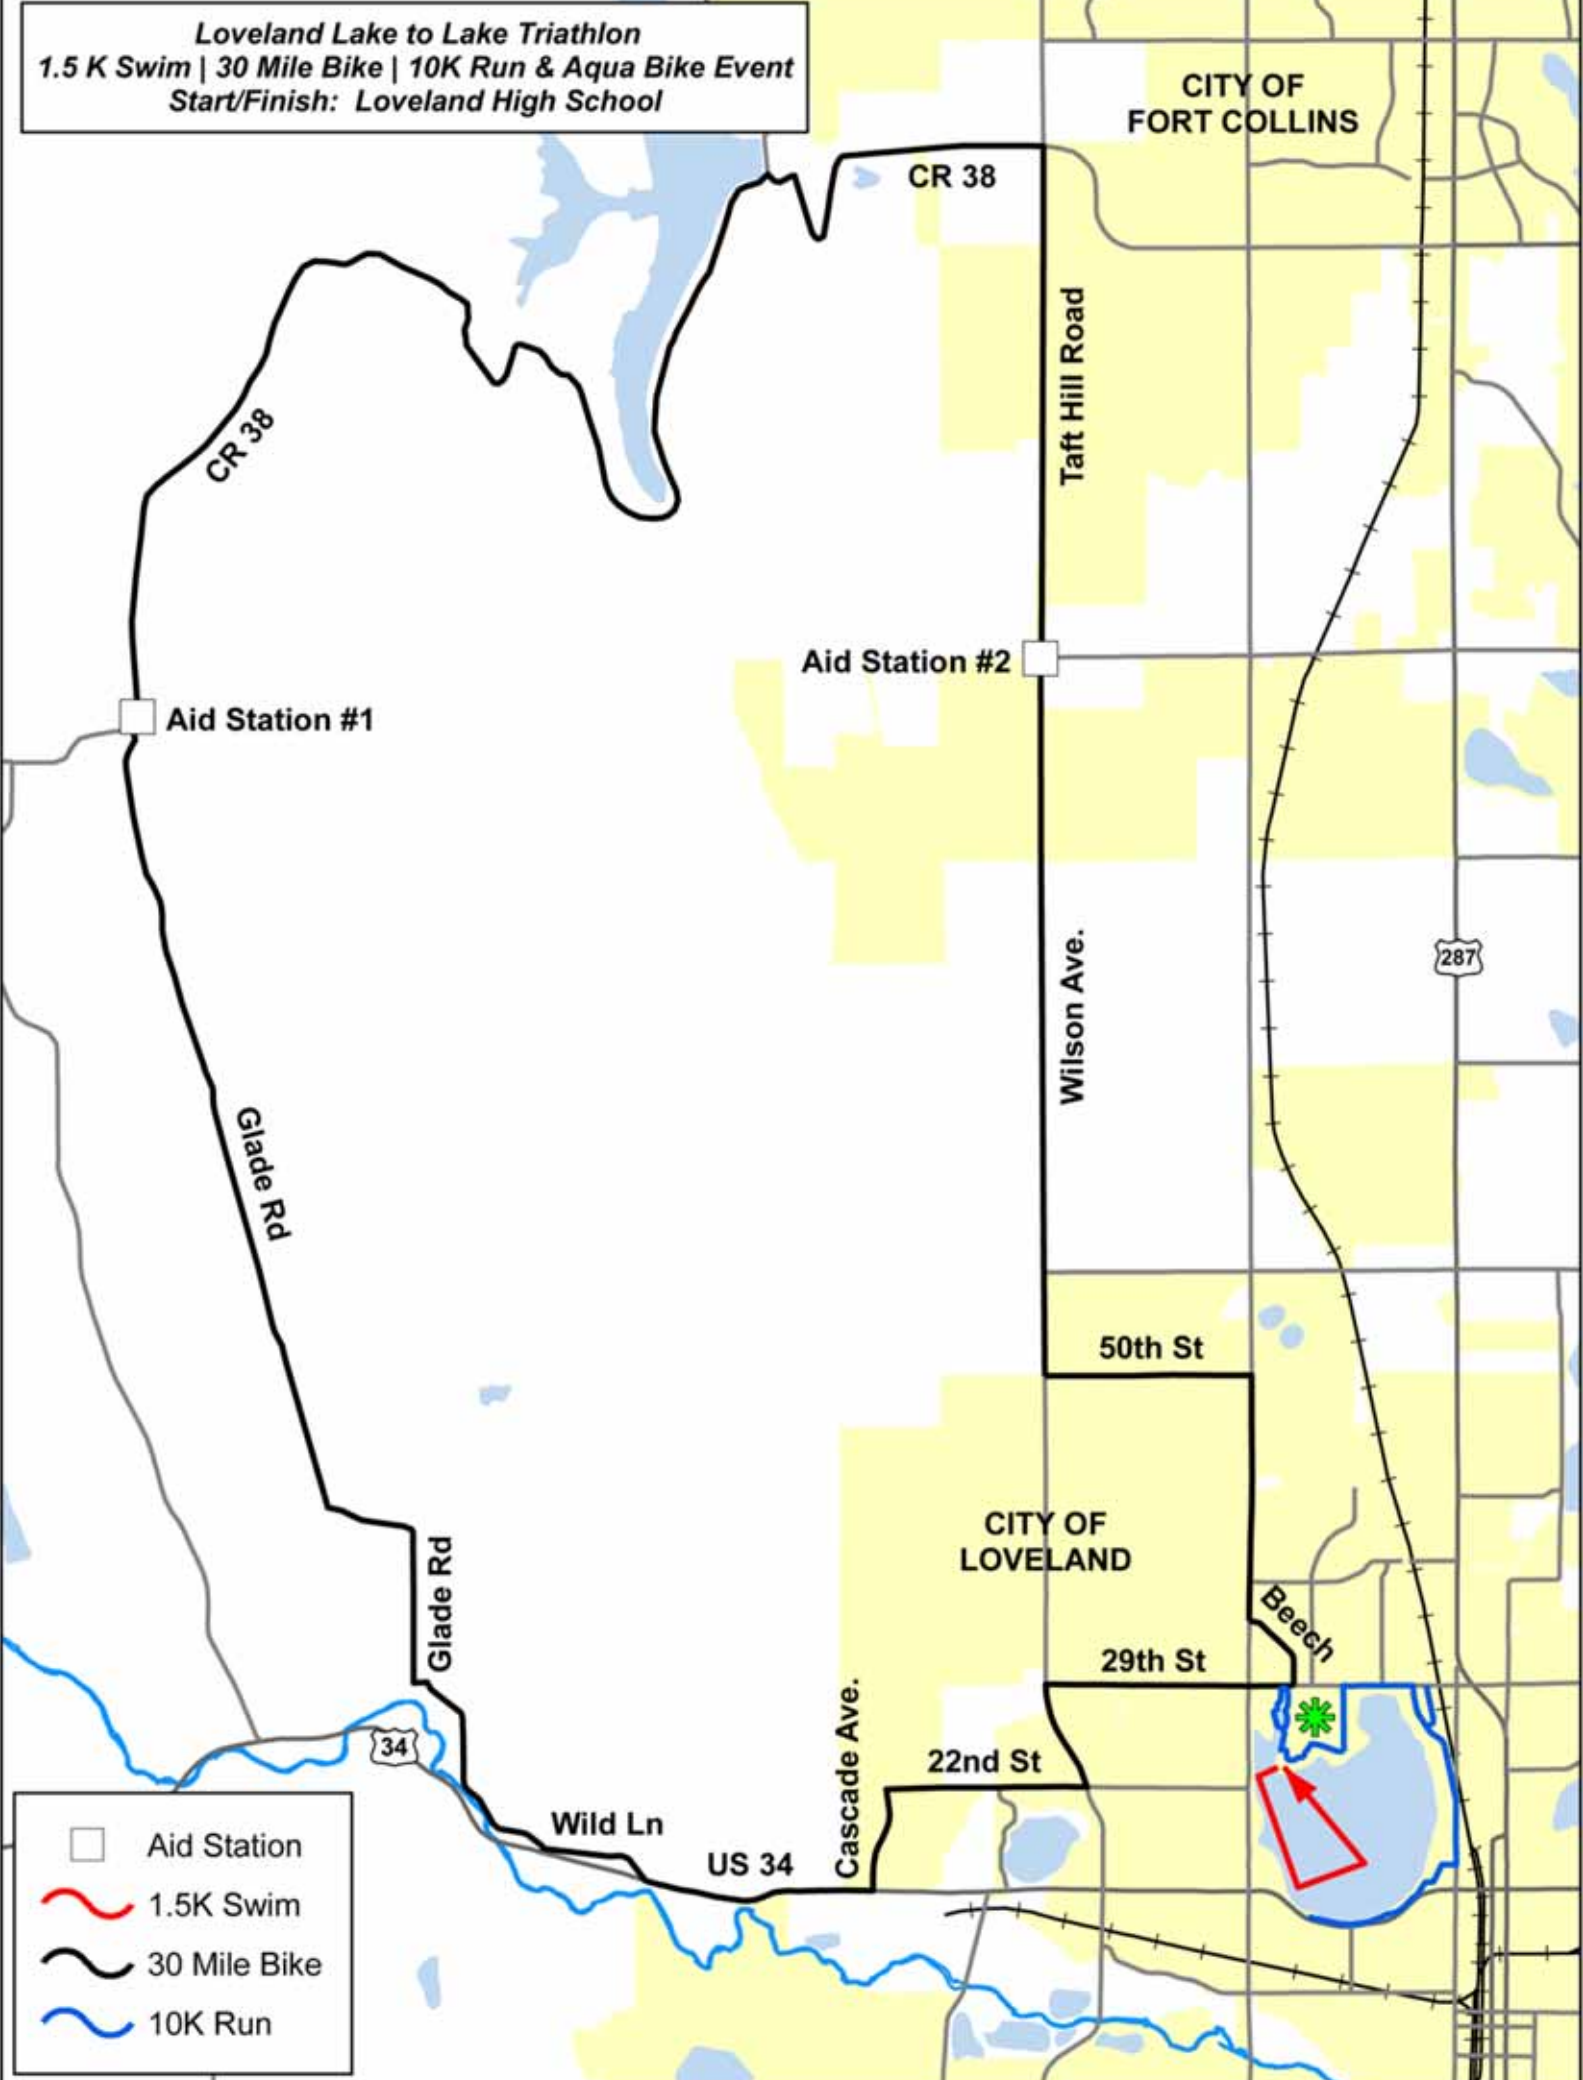 Loveland Lake to Lake Triathlon
1.5 K Swim | 30 Mile Bike | 10K Run & Aqua Bike Event
Start/Finish: Loveland High School
CITY OF
FORT COLLINS
CR 38
Taft Hill Road
CR 38
Aid Station #2
Aid Station #1
Wilson Ave.
287
Glade Rd
50th St
CITY OF
LOVELAND
Glade Rd
Beech
29th St
Cascade Ave.
34
22nd St
Wild Ln
US 34
Aid Station
1.5K Swim
30 Mile Bike
10K Run